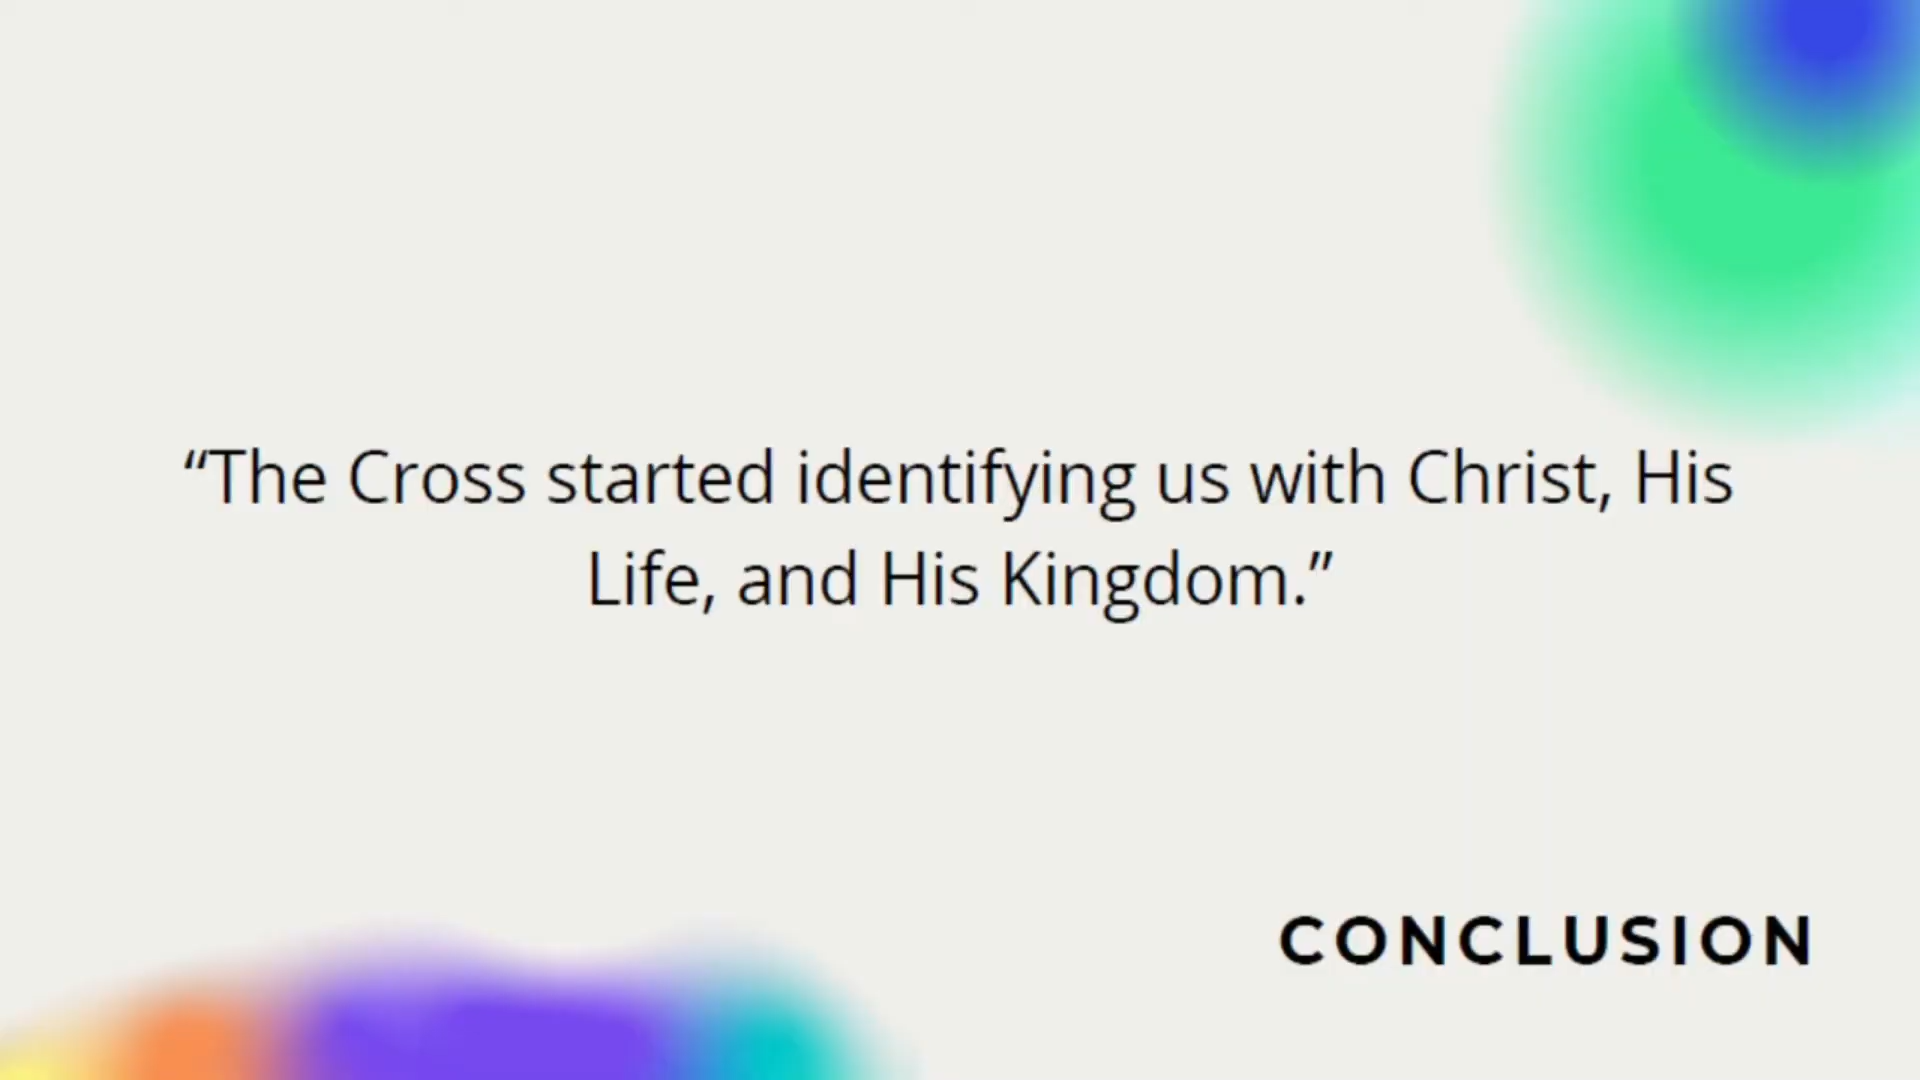 “The Cross started identifying us with Christ, His
Life, and His Kingdom.”
CONCLUSION